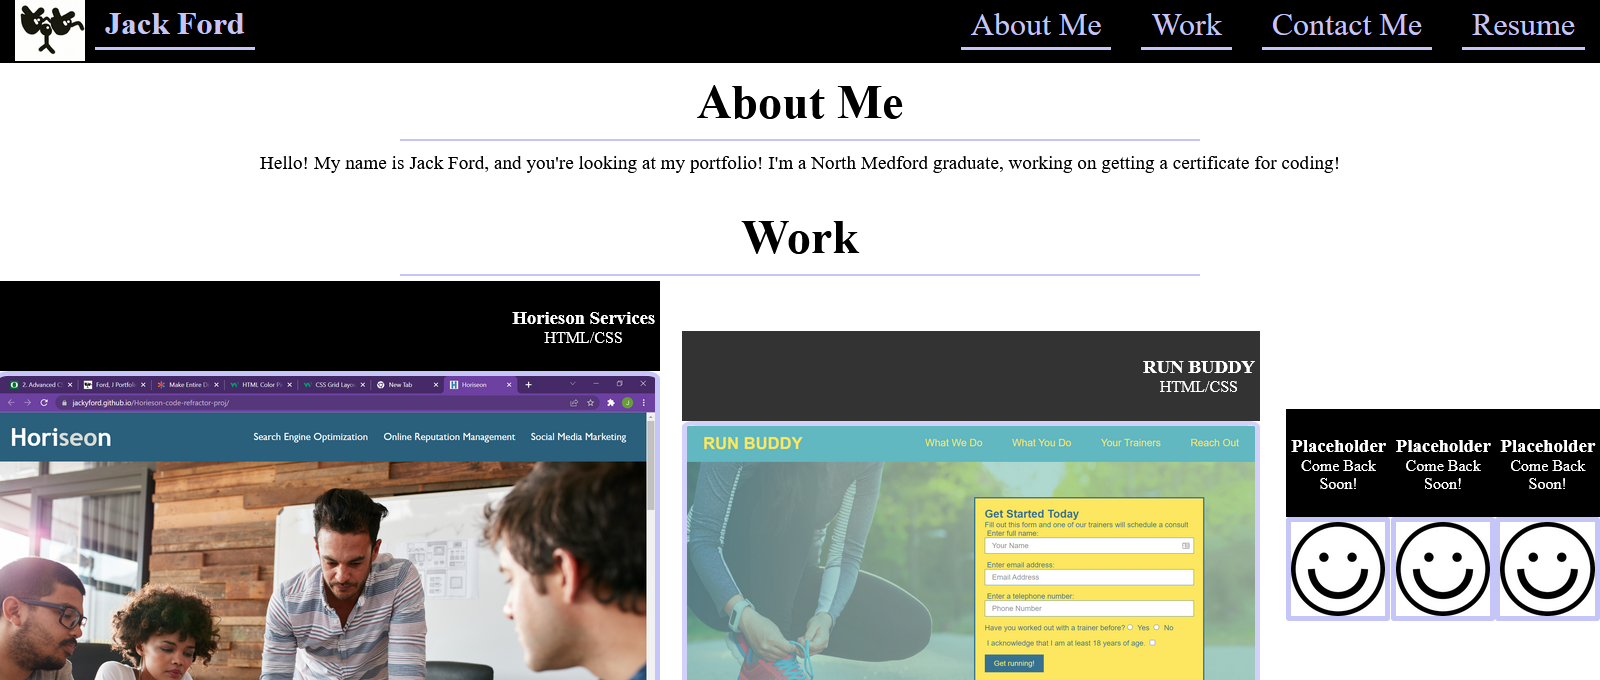 Jack Ford
About Me
Work
Contact Me
Resume
About Me
Hello! My name is Jack Ford, and you're looking at my portfolio! I'm a North Medford graduate, working on getting a certificate for coding!
Work
Horieson Services
HTML/CSS
2. Advanced C
Ford, J Portfoli
Make Entire Di
HTML Color P
CSS Grid Layo
New Tab
Horiseon
jackyford.github.io/Horieson-code-refractor-proj/
J
Horiseon
Search Engine Optimization
Online Reputation Management
Social Media Marketing
RUN BUDDY
HTML/CSS
RUN BUDDY
What We Do
What You Do
Your Trainers
Reach Out
Get Started Today
Fill out this form and one of our trainers will schedule a consult
Enter full name:
Your Name
Enter email address:
Email Address
Enter a telephone number:
Phone Number
Have you worked out with a trainer before? Yes No
I acknowledge that I am at least 18 years of age.
Get running!
Placeholder
Come Back
Soon!
Placeholder
Come Back
Soon!
Placeholder
Come Back
Soon!